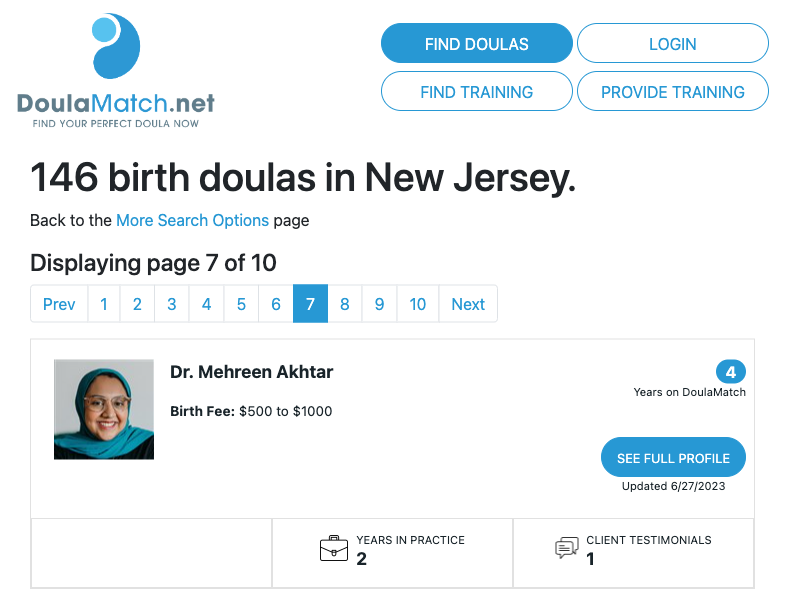 DoulaMatch.net
FIND YOUR PERFECT DOULA NOW
FIND DOULAS
LOGIN
FIND TRAINING
PROVIDE TRAINING
146 birth doulas in New Jersey.
Back to the More Search Options page
Displaying page 7 of 10
Prev 1 2 3 4 5 6 7 8 9 10 Next
Dr. Mehreen Akhtar
Birth Fee: $500 to $1000
4
Years on DoulaMatch
SEE FULL PROFILE
Updated 6/27/2023
YEARS IN PRACTICE
2
CLIENT TESTIMONIALS
1